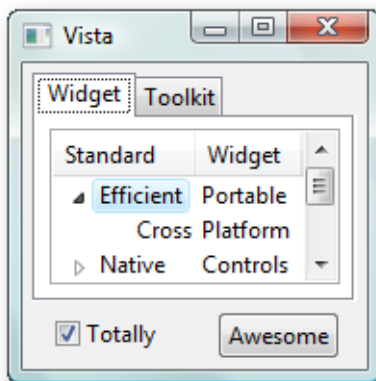 Vista
Widget Toolkit
Standard Widget
Efficient Portable
Cross Platform
Native Controls
Totally Awesome